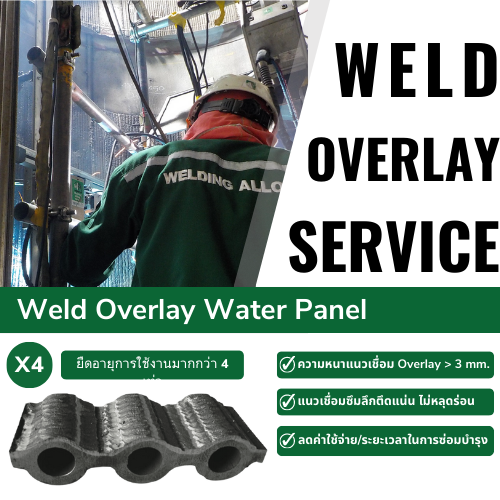 WELD
OVERLAY
SERVICE
WELDING ALLO
Weld Overlay Water Panel
X4
ยืดอายุการใช้งานมากกว่า 4
ความหนาแนวเชื่อม Overlay > 3 mm.
แนวเชื่อมซึมลึกติดแน่น ไม่หลุดร่อน
ลดค่าใช้จ่าย/ระยะเวลาในการซ่อมบำรุง